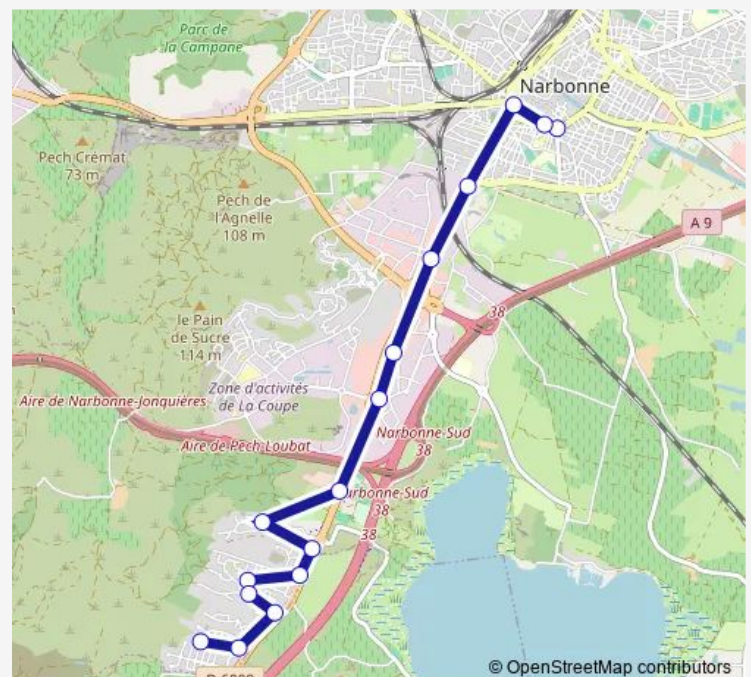 Parc de
la Campane
Narbonne
Pech Crémat
73 m
Pech de
l'Agnelle
108 m
A 9
38
le Pain
de Sucre
114 m
Zone d'activités
de La Coupe
Aire de Narbonne-Jonquières
Narbonne-Sud
38
Aire de Pech Loubat
Narbonne-Sud
38
38
© OpenStreetMap contributors